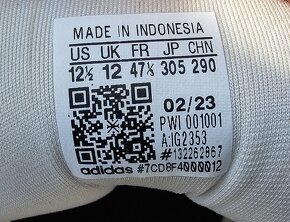 MADE IN INDONESIA
US UK FR JP CHN
12½ 12 47⅓ 305 290
02/23
PWI 001001
A:IG2353
#132262867
adidas #7CD8F4000012